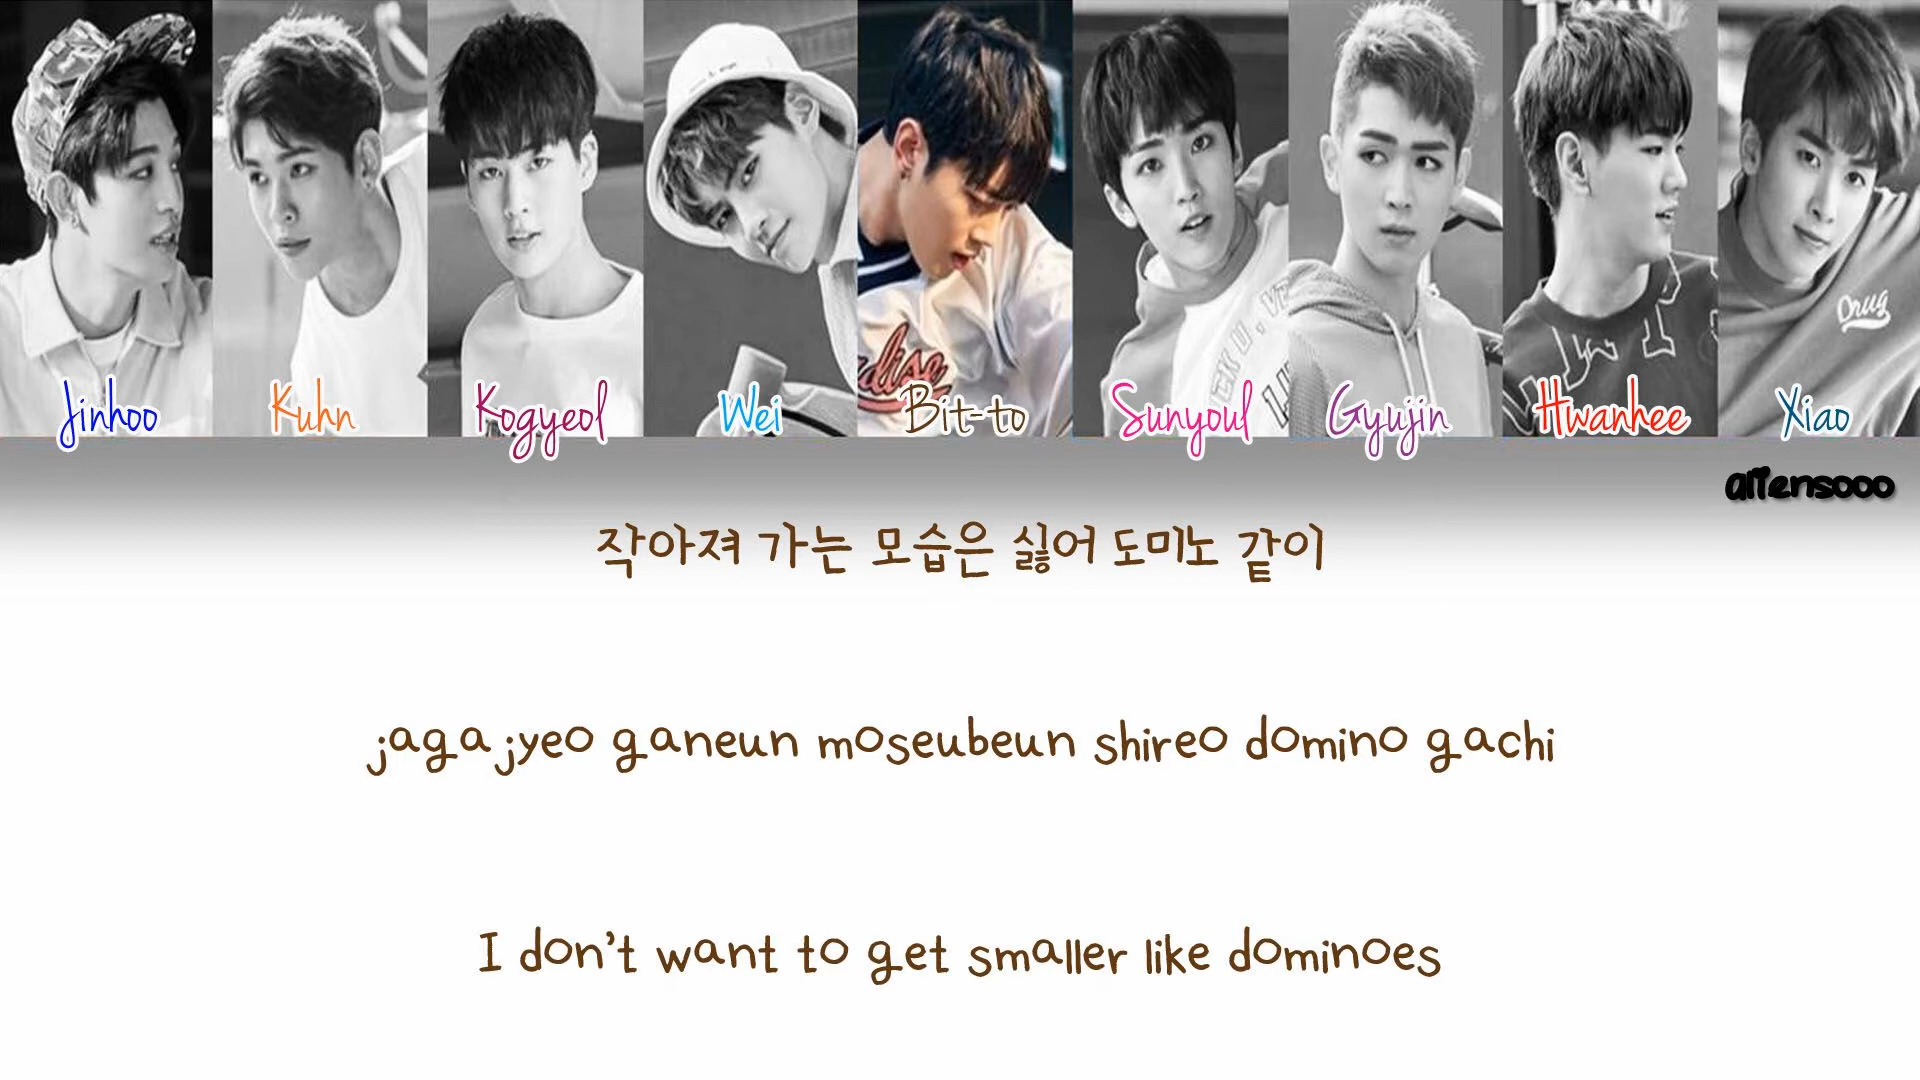 Jinhoo Kuhn Kogyeol Wei Bit-to Sunyoul Gyujin Hwanhee Xiao
Drug
aliensooo
작아져 가는 모습은 싫어 도미노 같이
jagajyeo ganeun moseubeun shireo domino gachi
I don't want to get smaller like dominoes